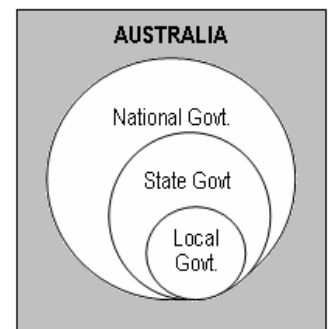 AUSTRALIA
National Govt.
State Govt
Local
Govt.